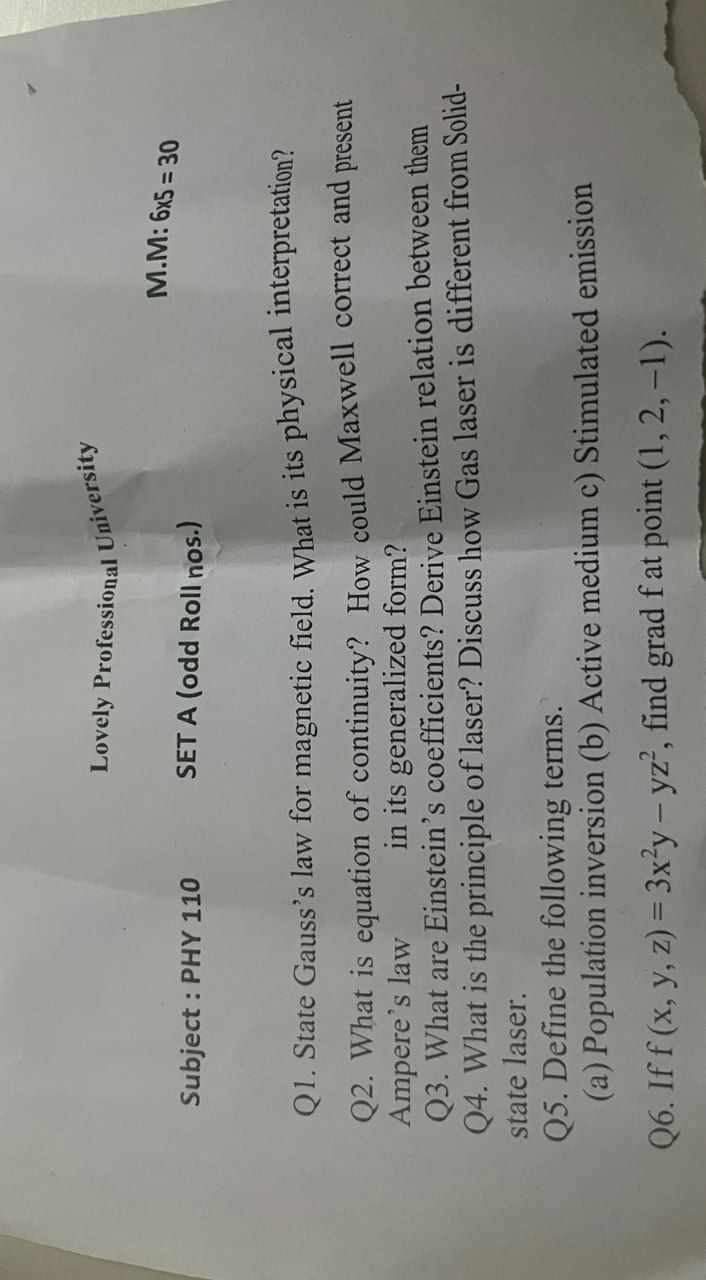 Lovely Professional University
M.M: 6x5 = 30
Subject : PHY 110 SET A (odd Roll nos.)
Q1. State Gauss's law for magnetic field. What is its physical interpretation?
Q2. What is equation of continuity? How could Maxwell correct and present
Ampere's law in its generalized form?
Q3. What are Einstein's coefficients? Derive Einstein relation between them
Q4. What is the principle of laser? Discuss how Gas laser is different from Solid-
state laser.
Q5. Define the following terms.
(a) Population inversion (b) Active medium c) Stimulated emission
Q6. If f (x, y, z) = 3x²y – yz², find grad f at point (1, 2, −1).